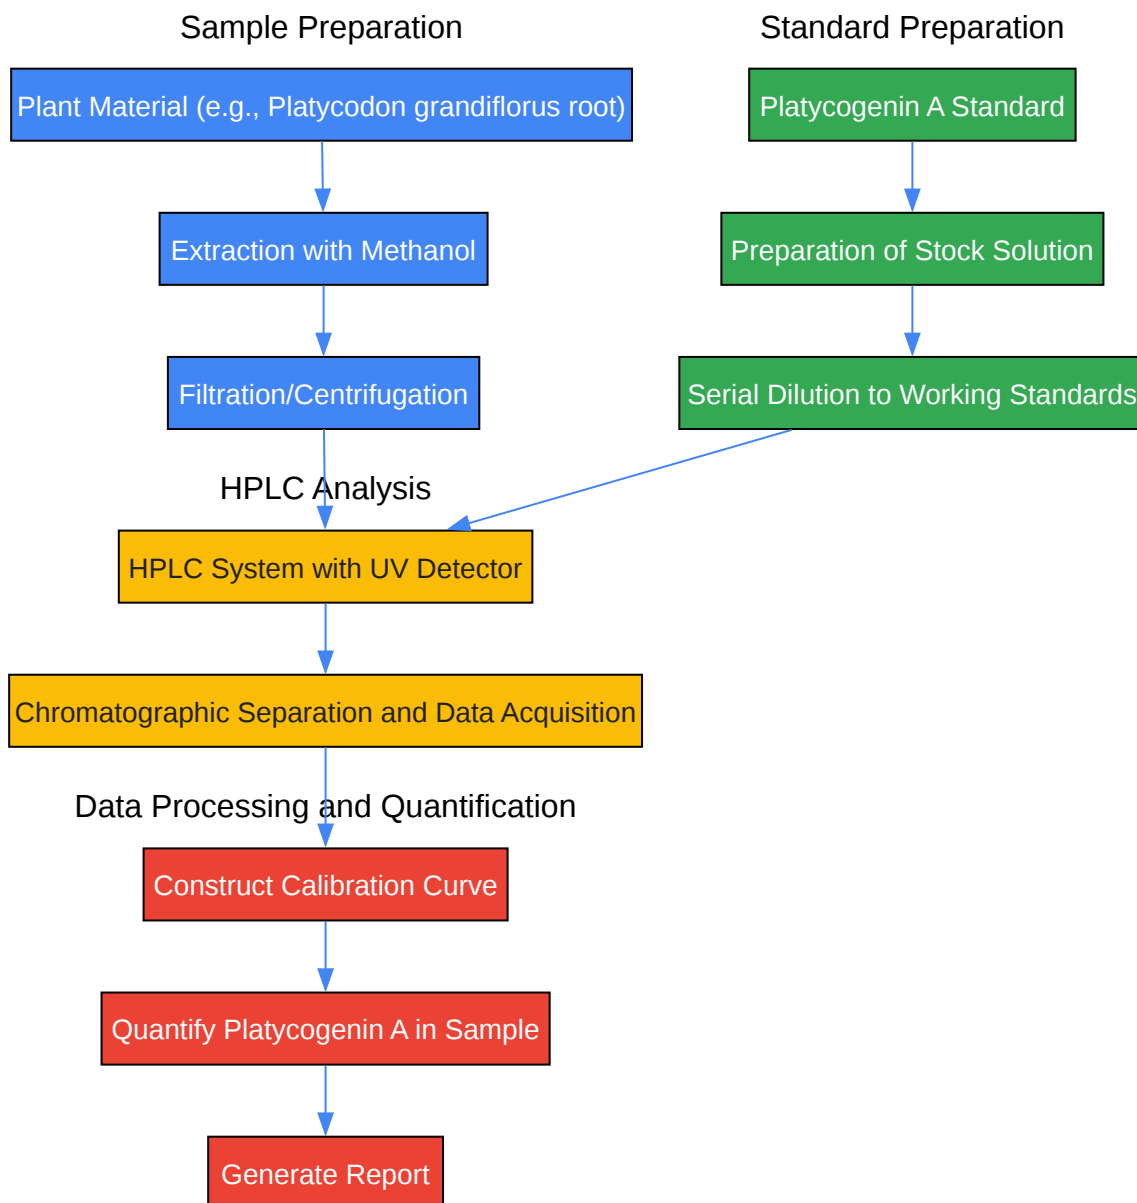 Sample Preparation
Standard Preparation
Plant Material (e.g., Platycodon grandiflorus root)
Platycogenin A Standard
Extraction with Methanol
Preparation of Stock Solution
Filtration/Centrifugation
Serial Dilution to Working Standards
HPLC Analysis
HPLC System with UV Detector
Chromatographic Separation and Data Acquisition
Data Processing and Quantification
Construct Calibration Curve
Quantify Platycogenin A in Sample
Generate Report